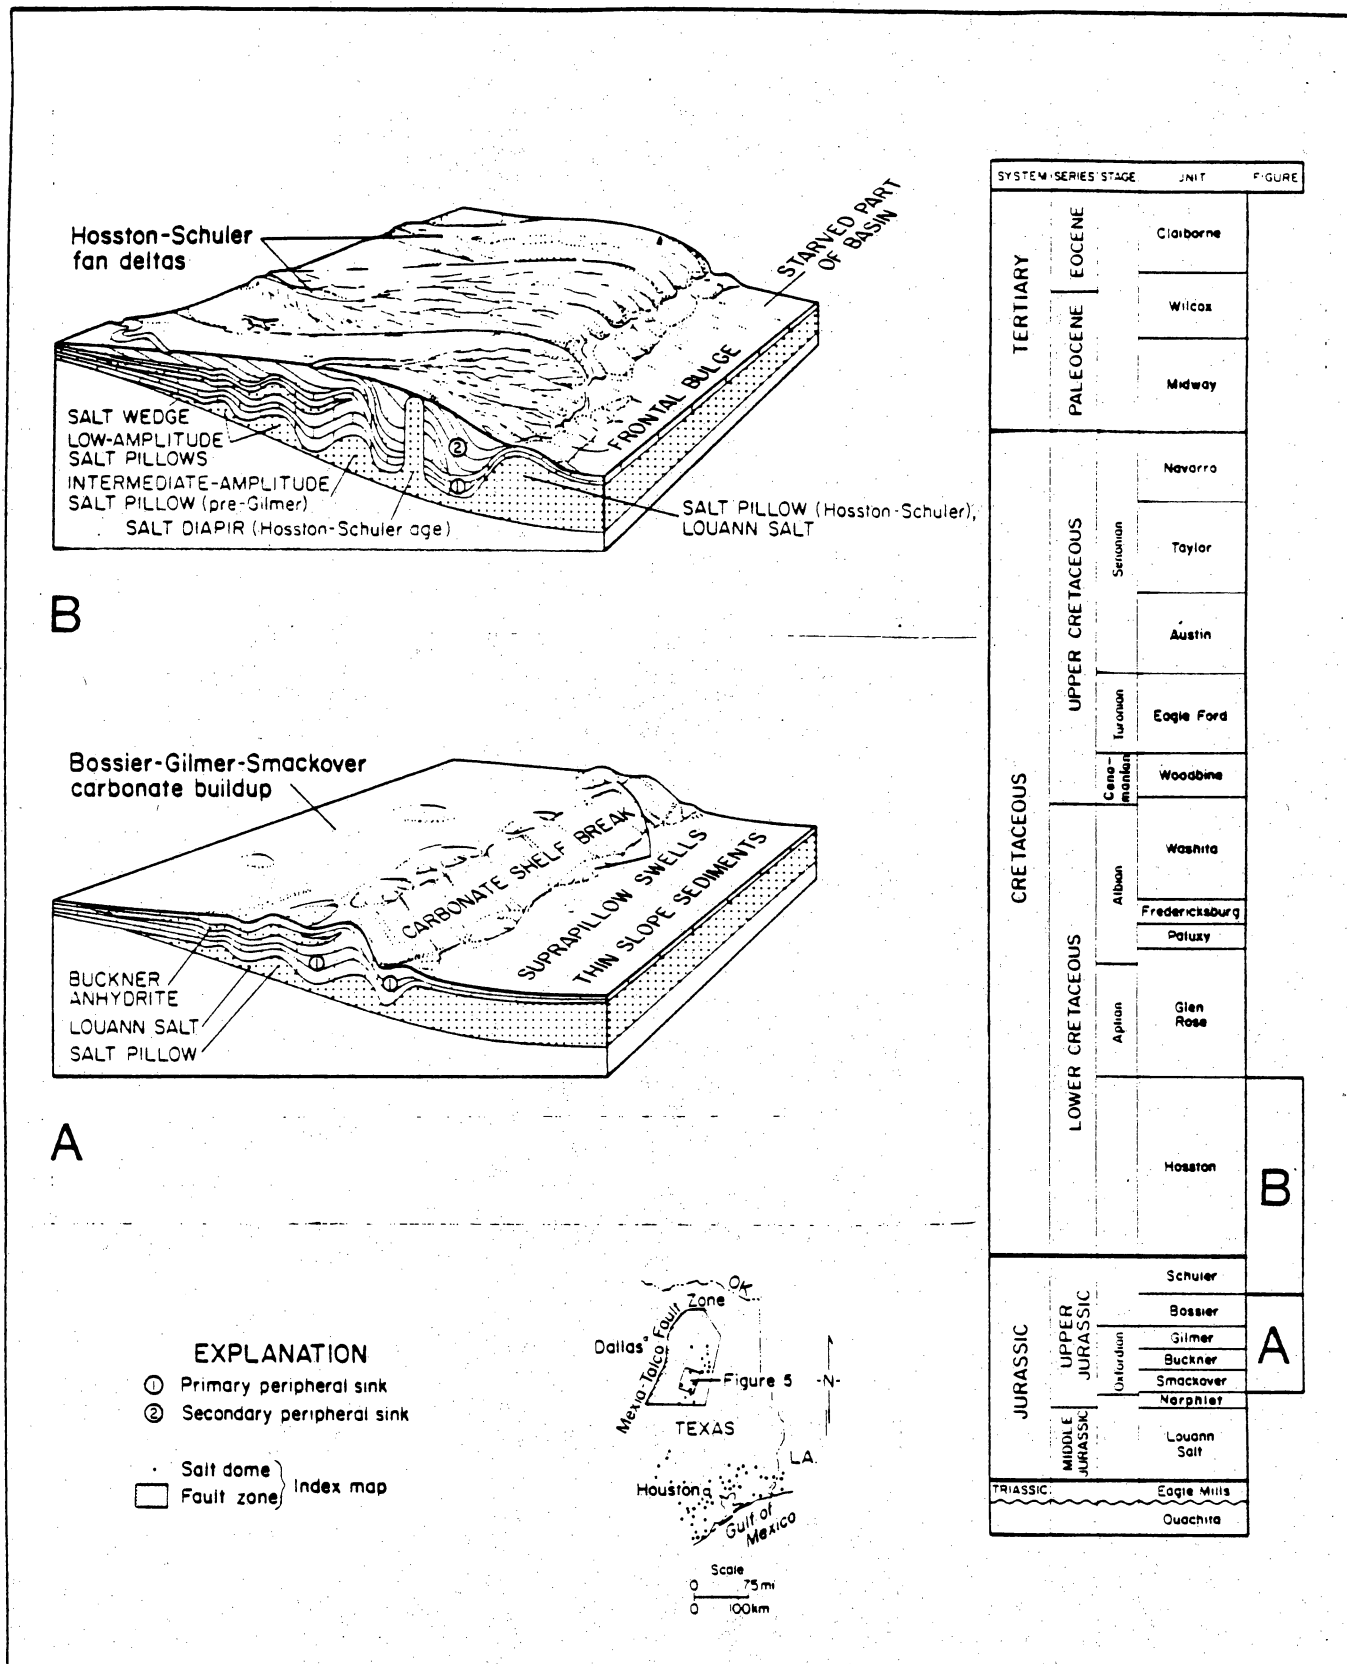 Hosston-Schuler
fan deltas
STARVED PART
OF BASIN
FRONTAL BULGE
SALT WEDGE
LOW-AMPLITUDE
SALT PILLOWS
INTERMEDIATE-AMPLITUDE
SALT PILLOW (pre-Gilmer)
SALT DIAPIR (Hosston-Schuler age)
2
1
SALT PILLOW (Hosston-Schuler),
LOUANN SALT
B
Bossier-Gilmer-Smackover
carbonate buildup
CARBONATE SHELF BREAK
SUPRAPILLOW SWELLS
THIN SLOPE SEDIMENTS
1
1
BUCKNER
ANHYDRITE
LOUANN SALT
SALT PILLOW
A
EXPLANATION
1 Primary peripheral sink
2 Secondary peripheral sink
Salt dome
Fault zone
Index map
OK
Mexia-Talco Fault Zone
Dallas
Figure 5
-N-
TEXAS
LA.
Houston
Gulf of
Mexico
Scale
0 75mi
0 100km
SYSTEM SERIES STAGE UNIT FIGURE
TERTIARY
EOCENE
Claiborne
PALEOCENE
Wilcox
Midway
CRETACEOUS
UPPER CRETACEOUS
Senonian
Navarro
Taylor
Austin
Turonian
Eagle Ford
Ceno-
manian
Woodbine
LOWER CRETACEOUS
Albian
Washita
Fredericksburg
Paluxy
Aptian
Glen
Rose
Hosston
B
JURASSIC
UPPER
JURASSIC
Schuler
Bossier
Oxfordian
Gilmer
Buckner
Smackover
A
Norphlet
MIDDLE
JURASSIC
Louann
Salt
TRIASSIC
Eagle Mills
Ouachita